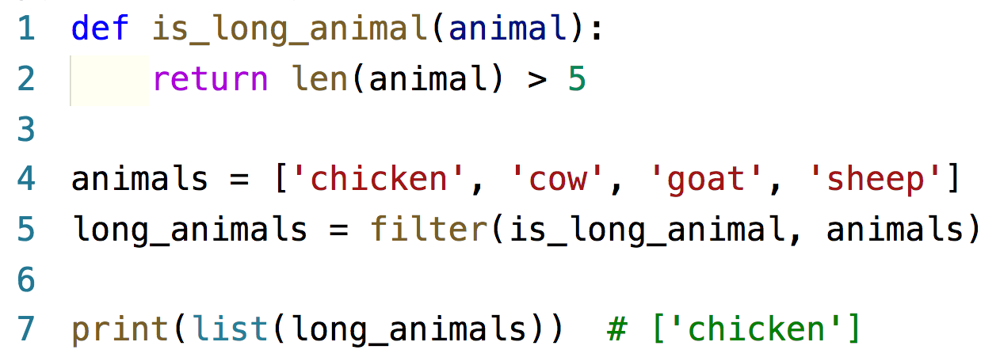 1 def is_long_animal(animal):
2     return len(animal) > 5
3
4 animals = ['chicken', 'cow', 'goat', 'sheep']
5 long_animals = filter(is_long_animal, animals)
6
7 print(list(long_animals))  # ['chicken']